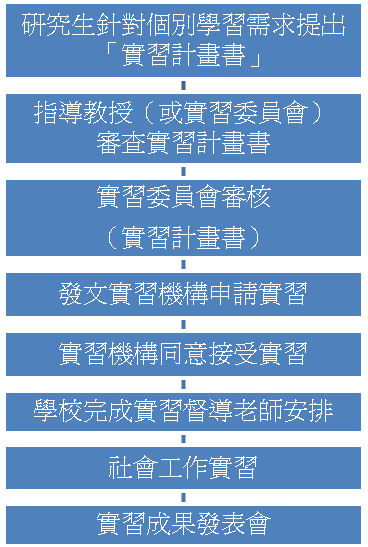 研究生針對個別學習需求提出
「實習計畫書」
指導教授（或實習委員會）
審查實習計畫書
實習委員會審核
（實習計畫書）
發文實習機構申請實習
實習機構同意接受實習
學校完成實習督導老師安排
社會工作實習
實習成果發表會